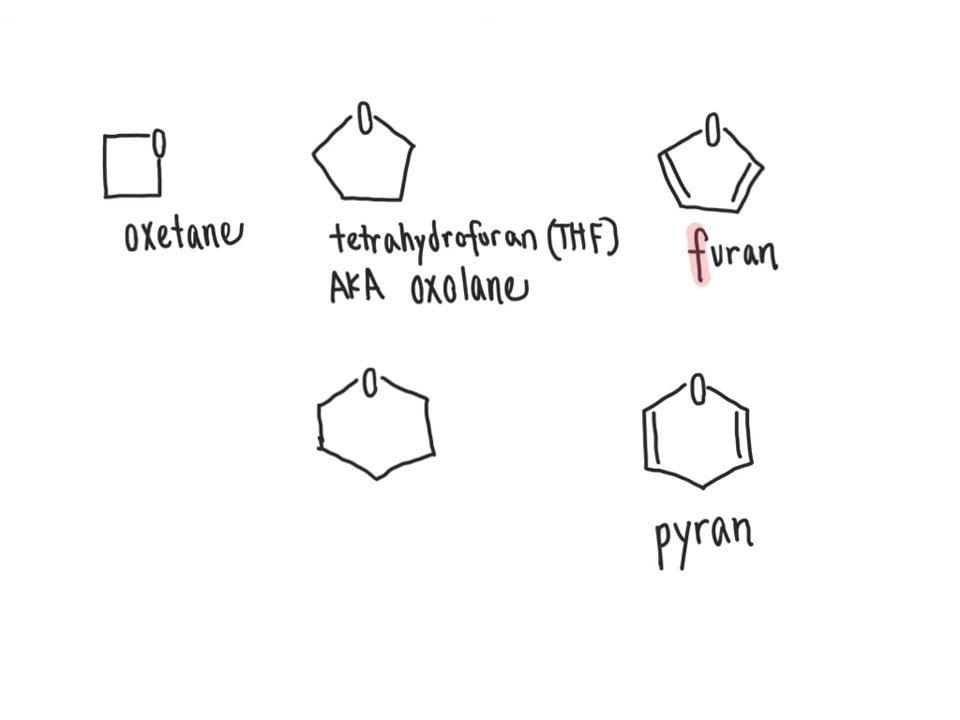 O
O
O
oxetane
tetrahydrofuran (THF)
AKA oxolane
furan
O
O
pyran